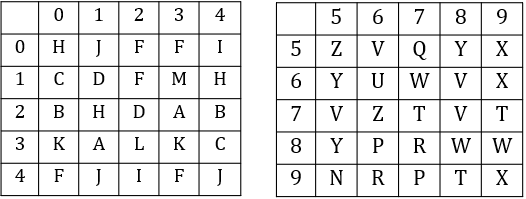 0 1 2 3 4
0 H J F F I
1 C D F M H
2 B H D A B
3 K A L K C
4 F J I F J
5 6 7 8 9
5 Z V Q Y X
6 Y U W V X
7 V Z T V T
8 Y P R W W
9 N R P T X